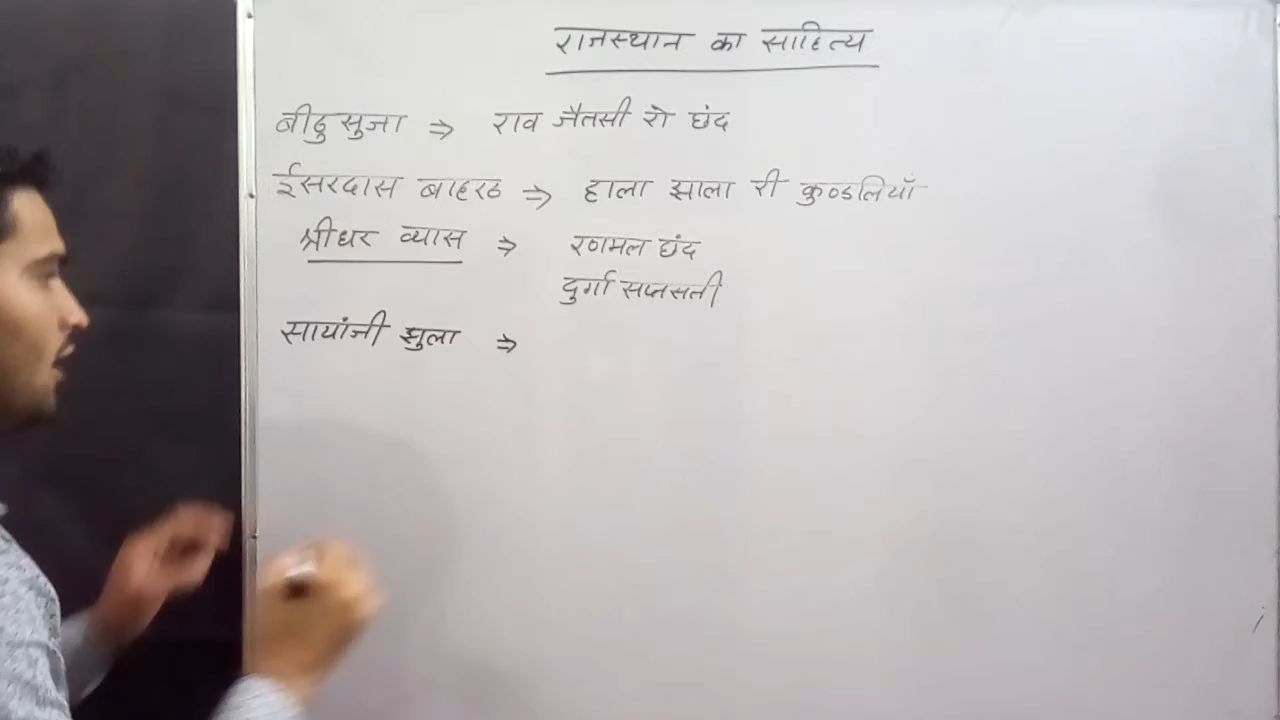 राजस्थान का साहित्य
बीठु सुजा ⇒ राव जैतसी रो छंद
ईसरदास बाहरठ ⇒ हाला झाला री कुण्डलियाँ
श्रीधर व्यास ⇒ रणमल छंद
दुर्गा सप्तसती
सायांजी झुला ⇒